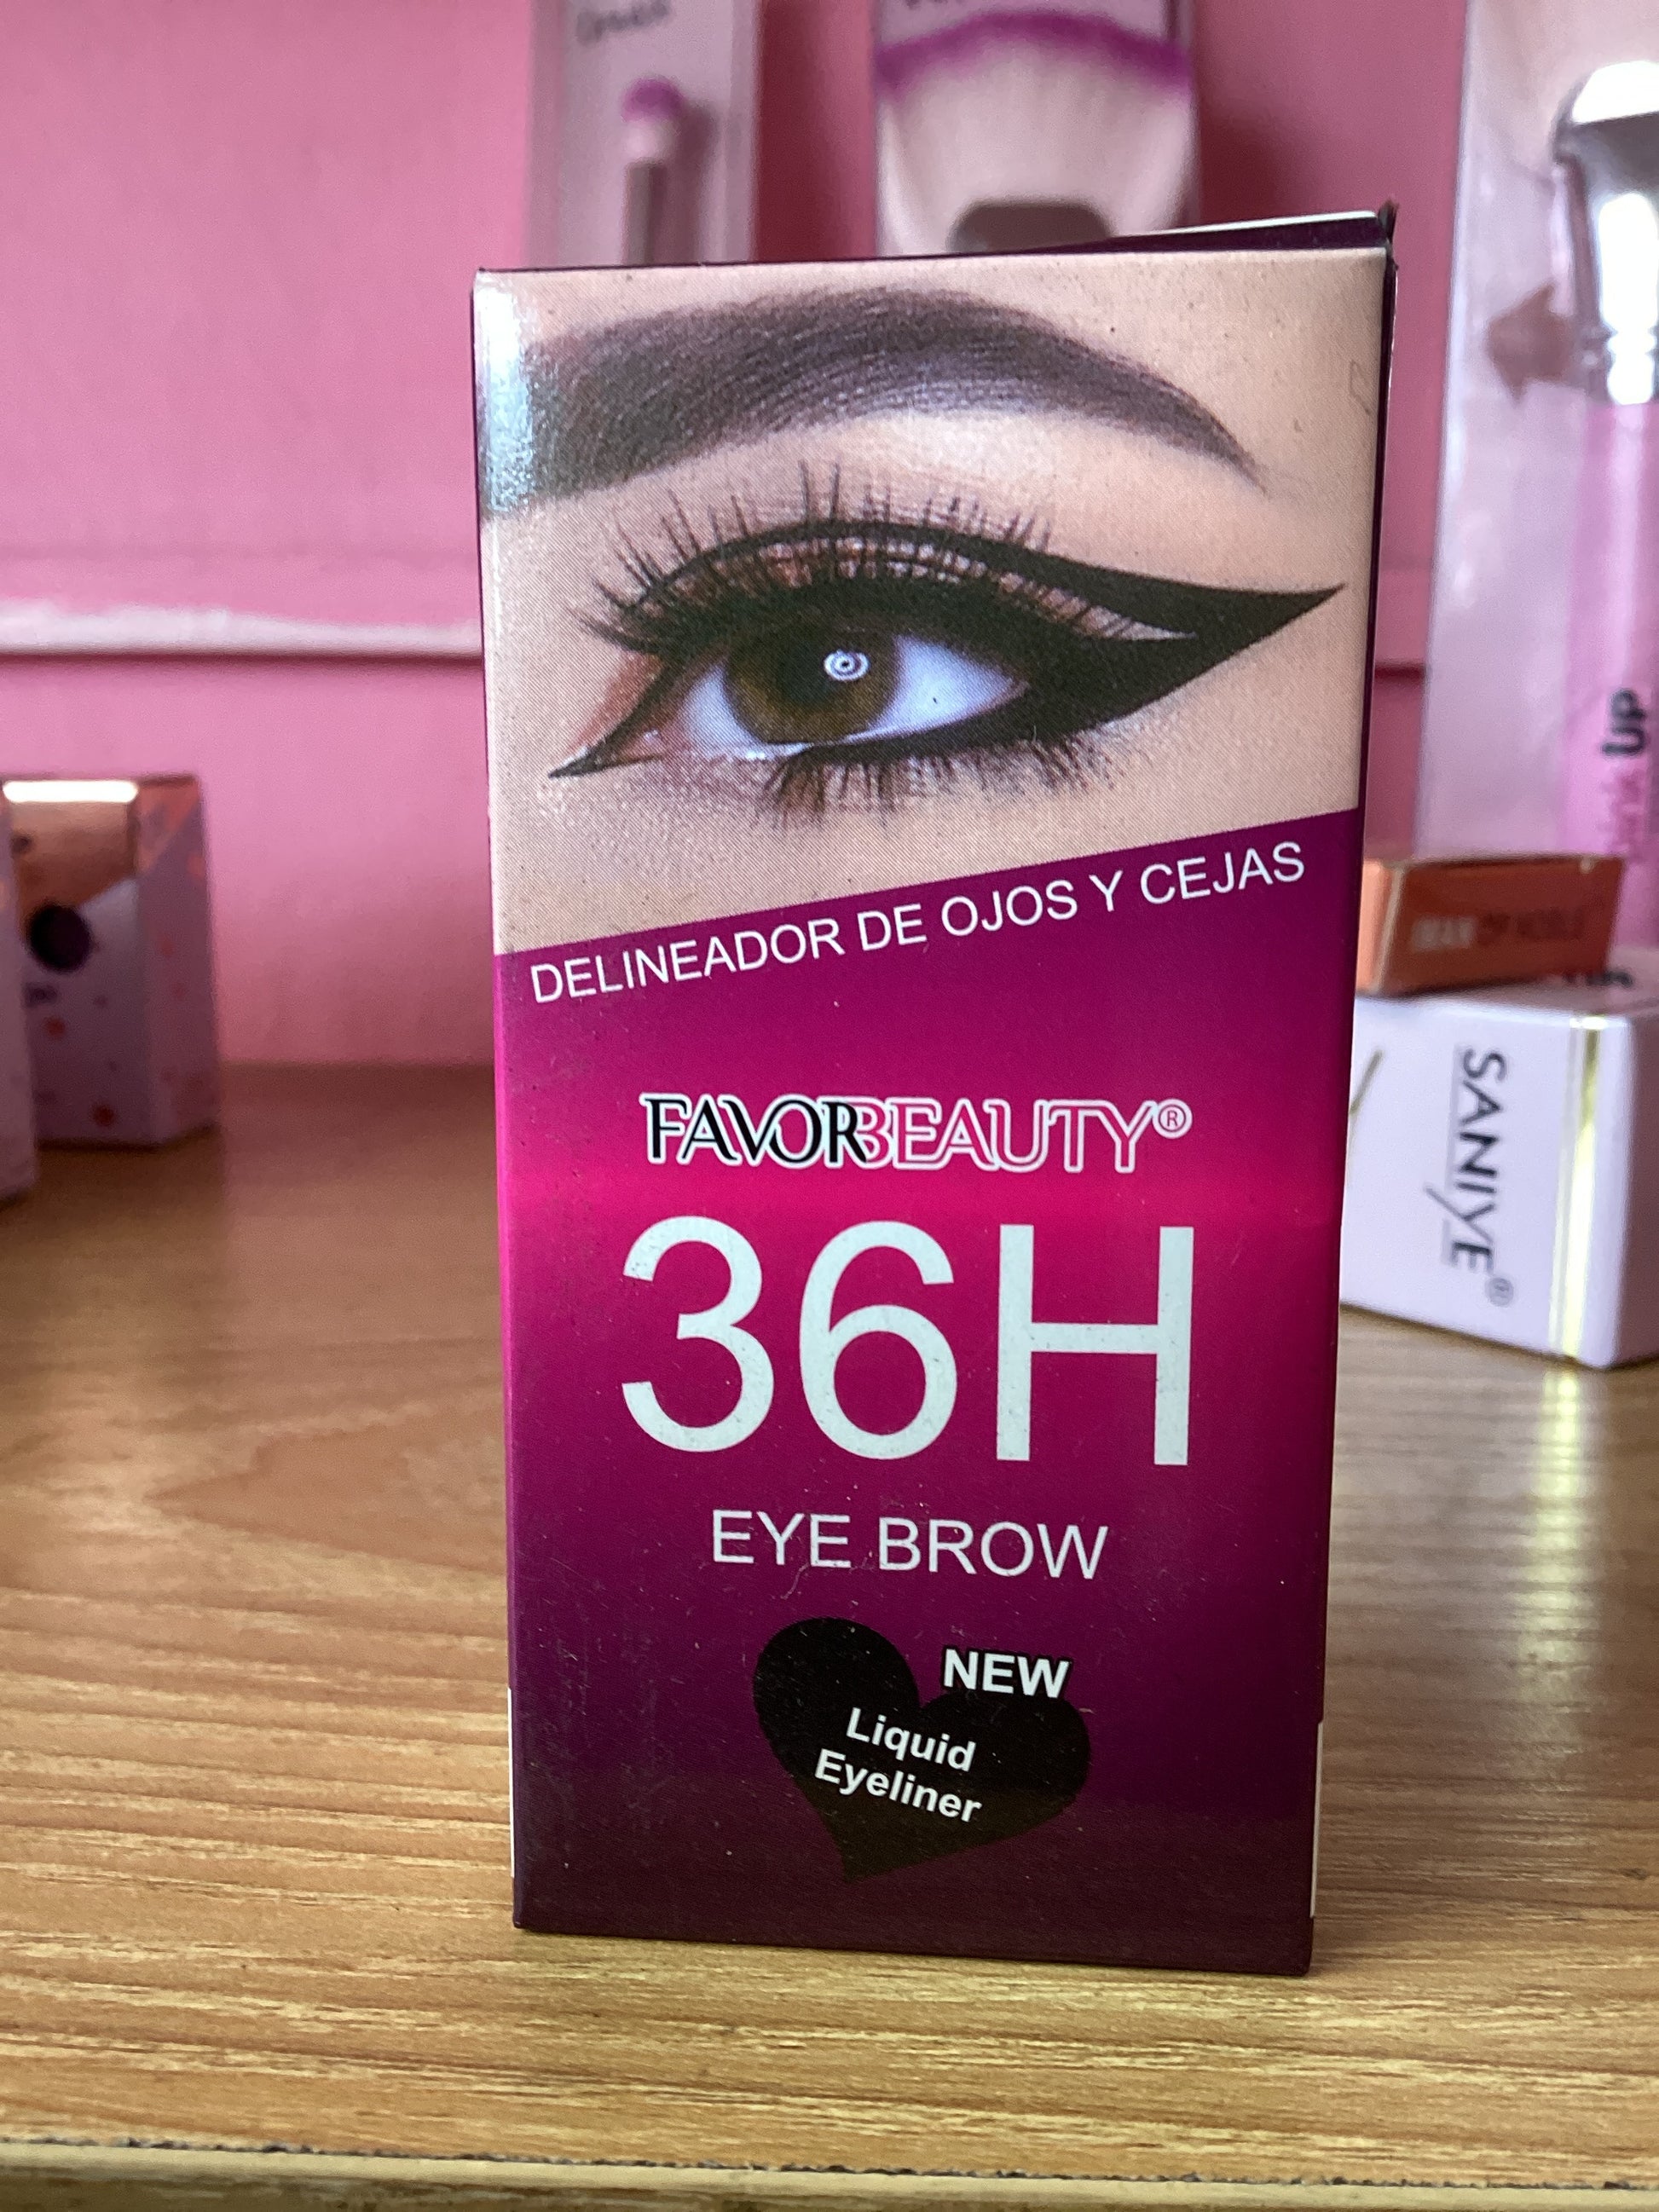 DELINEADOR DE OJOS Y CEJAS
FAVORBEAUTY®
36H
EYE BROW
NEW
Liquid
Eyeliner
SANIYE®
UP